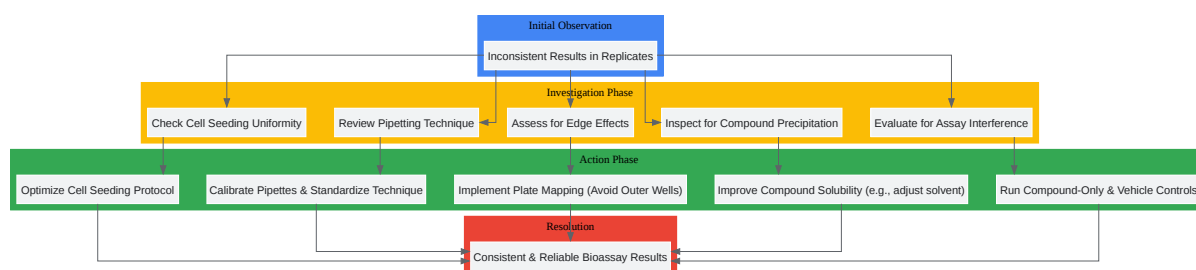 Initial Observation
Inconsistent Results in Replicates
Investigation Phase
Check Cell Seeding Uniformity
Review Pipetting Technique
Assess for Edge Effects
Inspect for Compound Precipitation
Evaluate for Assay Interference
Action Phase
Optimize Cell Seeding Protocol
Calibrate Pipettes & Standardize Technique
Implement Plate Mapping (Avoid Outer Wells)
Improve Compound Solubility (e.g., adjust solvent)
Run Compound-Only & Vehicle Controls
Resolution
Consistent & Reliable Bioassay Results